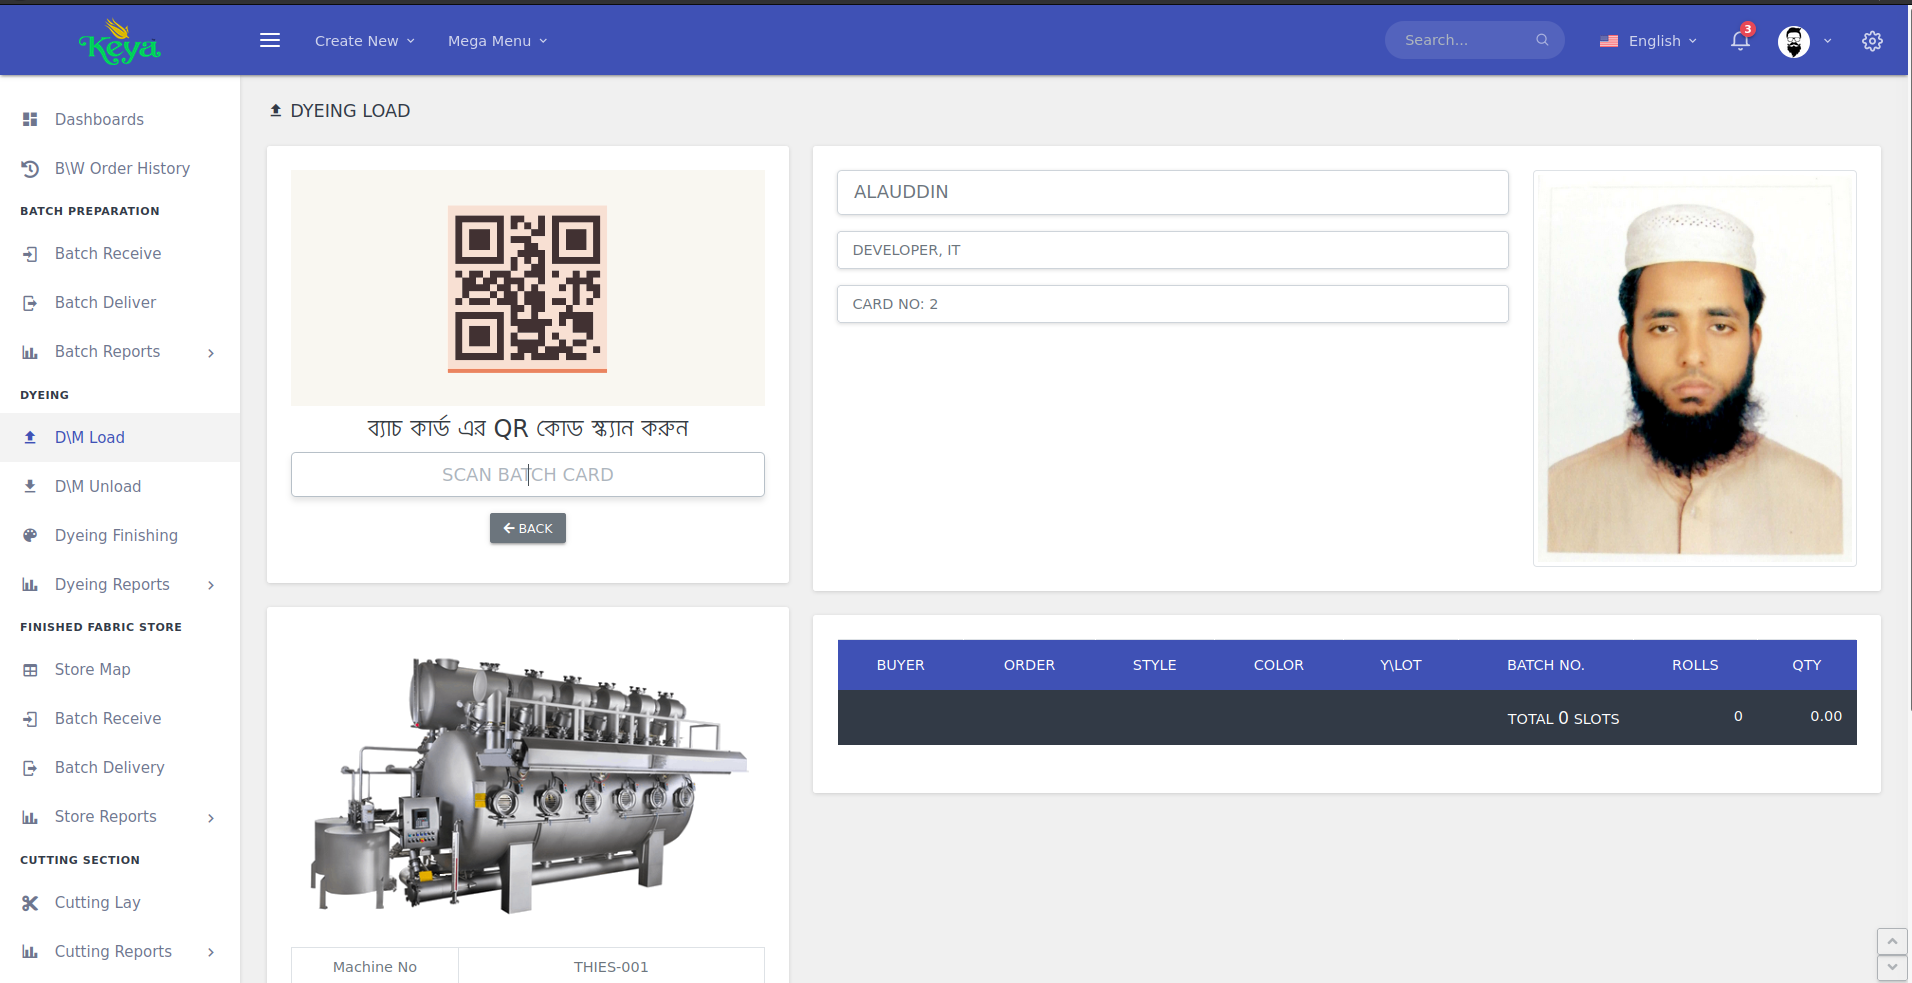 Keya
Create New
Mega Menu
Search...
English
3
Dashboards
B\W Order History
BATCH PREPARATION
Batch Receive
Batch Deliver
Batch Reports
DYEING
D\M Load
D\M Unload
Dyeing Finishing
Dyeing Reports
FINISHED FABRIC STORE
Store Map
Batch Receive
Batch Delivery
Store Reports
CUTTING SECTION
Cutting Lay
Cutting Reports
DYEING LOAD
ব্যাচ কার্ড এর QR কোড স্ক্যান করুন
SCAN BATCH CARD
BACK
Machine No THIES-001
ALAUDDIN
DEVELOPER, IT
CARD NO: 2
BUYER ORDER STYLE COLOR Y\LOT BATCH NO. ROLLS QTY
TOTAL 0 SLOTS 0 0.00